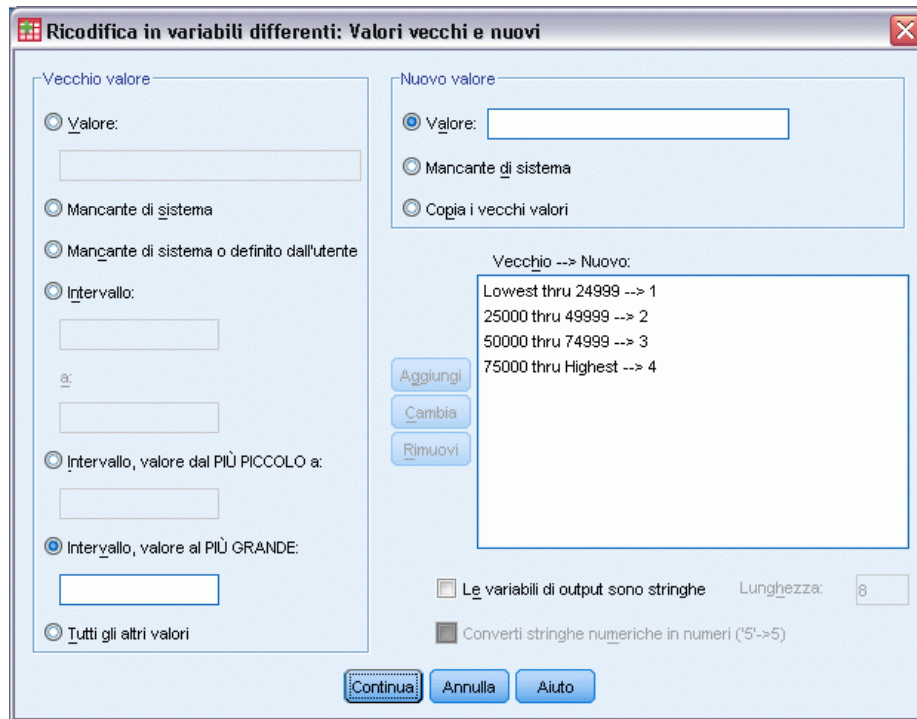 Ricodifica in variabili differenti: Valori vecchi e nuovi
Vecchio valore
Valore:
Mancante di sistema
Mancante di sistema o definito dall'utente
Intervallo:
a:
Intervallo, valore dal PIÙ PICCOLO a:
Intervallo, valore al PIÙ GRANDE:
Tutti gli altri valori
Nuovo valore
Valore:
Mancante di sistema
Copia i vecchi valori
Vecchio --> Nuovo:
Lowest thru 24999 --> 1
25000 thru 49999 --> 2
50000 thru 74999 --> 3
75000 thru Highest --> 4
Aggiungi
Cambia
Rimuovi
Le variabili di output sono stringhe Lunghezza: 8
Converti stringhe numeriche in numeri ('5'->5)
Continua Annulla Aiuto